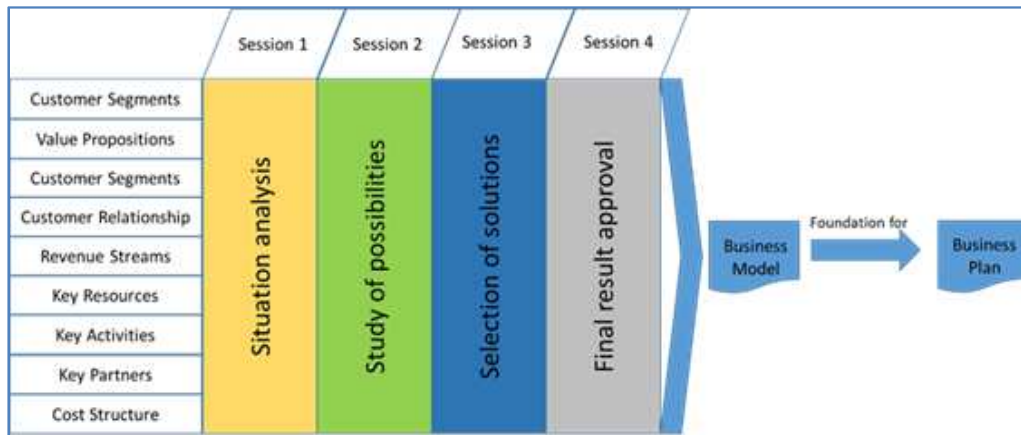 Session 1
Session 2
Session 3
Session 4
Customer Segments
Value Propositions
Customer Segments
Customer Relationship
Revenue Streams
Key Resources
Key Activities
Key Partners
Cost Structure
Situation analysis
Study of possibilities
Selection of solutions
Final result approval
Business
Model
Foundation for
Business
Plan